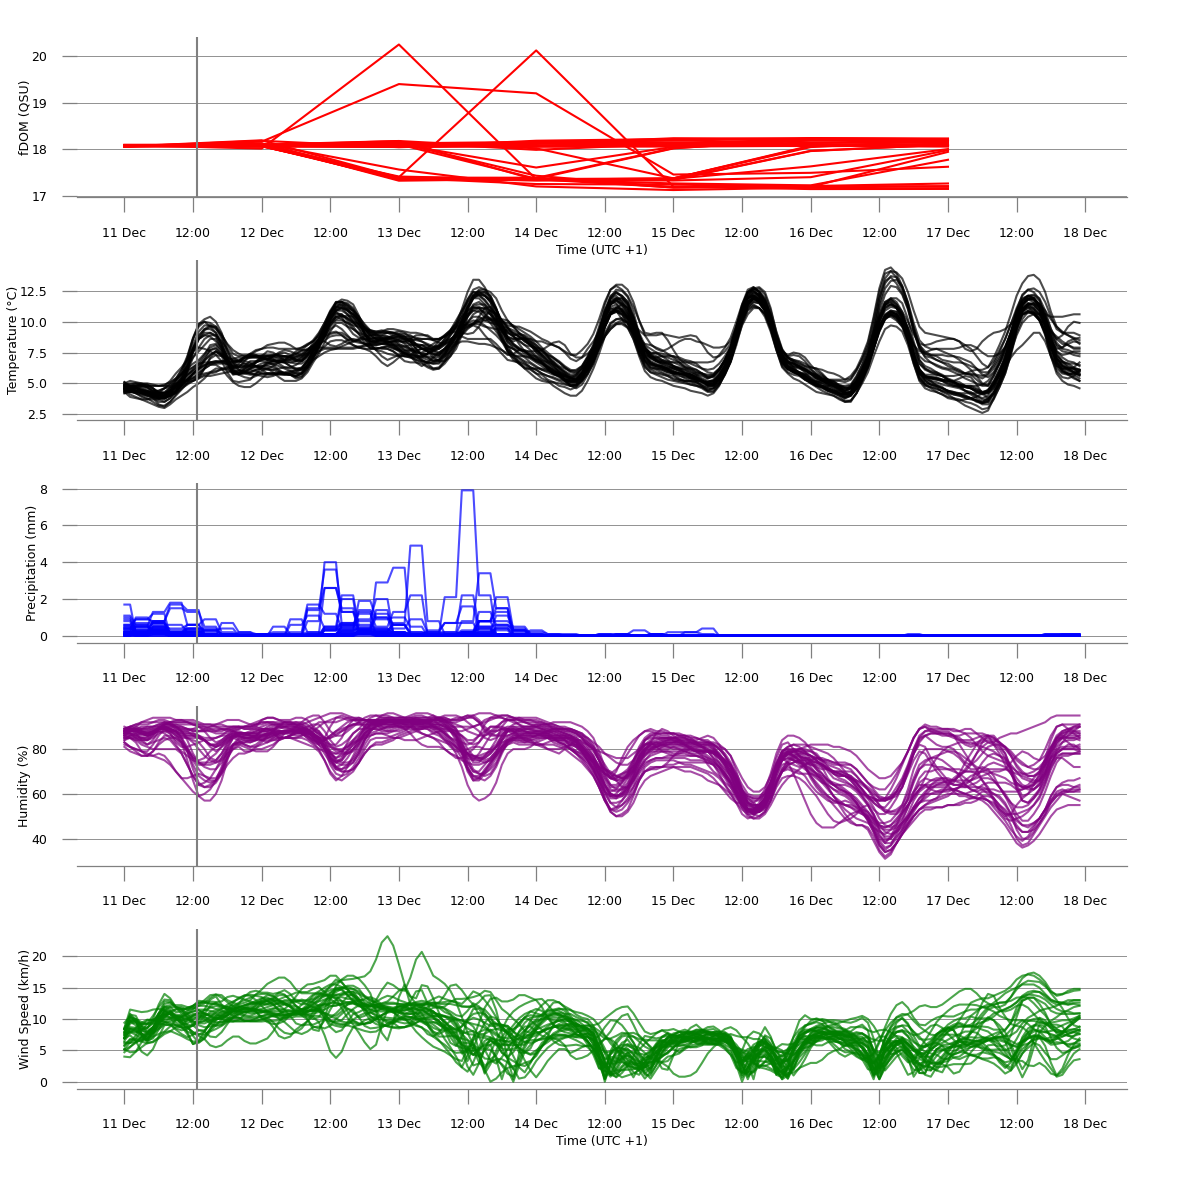 fDOM (QSU)
20
19
18
17
11 Dec 12:00 12 Dec 12:00 13 Dec 12:00 14 Dec 12:00 15 Dec 12:00 16 Dec 12:00 17 Dec 12:00 18 Dec
Time (UTC +1)
Temperature (°C)
12.5
10.0
7.5
5.0
2.5
11 Dec 12:00 12 Dec 12:00 13 Dec 12:00 14 Dec 12:00 15 Dec 12:00 16 Dec 12:00 17 Dec 12:00 18 Dec
Precipitation (mm)
8
6
4
2
0
11 Dec 12:00 12 Dec 12:00 13 Dec 12:00 14 Dec 12:00 15 Dec 12:00 16 Dec 12:00 17 Dec 12:00 18 Dec
Humidity (%)
80
60
40
11 Dec 12:00 12 Dec 12:00 13 Dec 12:00 14 Dec 12:00 15 Dec 12:00 16 Dec 12:00 17 Dec 12:00 18 Dec
Wind Speed (km/h)
20
15
10
5
0
11 Dec 12:00 12 Dec 12:00 13 Dec 12:00 14 Dec 12:00 15 Dec 12:00 16 Dec 12:00 17 Dec 12:00 18 Dec
Time (UTC +1)